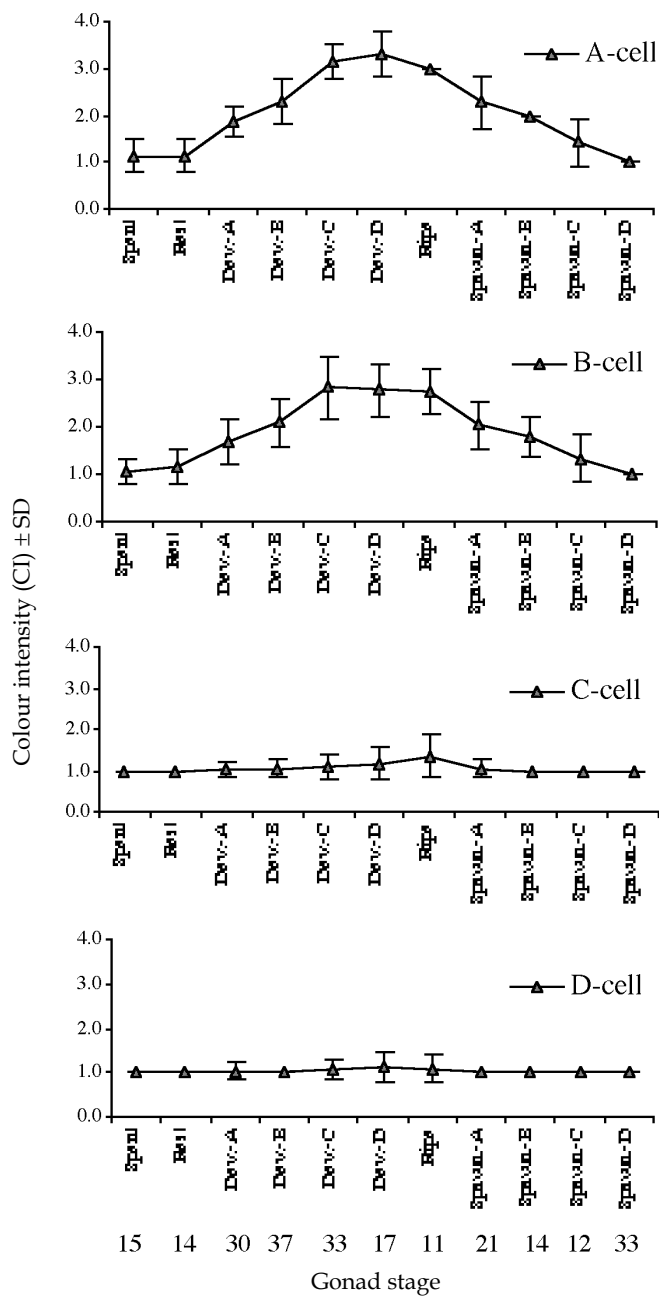 4.0
3.0
2.0
1.0
0.0
A-cell
Spent
Rest
Dev.-A
Dev.-E
Dev.-C
Dev.-D
Ripe
Spawn.-A
Spawn.-E
Spawn.-C
Spawn.-D
4.0
3.0
2.0
1.0
0.0
B-cell
Spent
Rest
Dev.-A
Dev.-E
Dev.-C
Dev.-D
Ripe
Spawn.-A
Spawn.-E
Spawn.-C
Spawn.-D
Colour intensity (CI) ± SD
4.0
3.0
2.0
1.0
0.0
C-cell
Spent
Rest
Dev.-A
Dev.-E
Dev.-C
Dev.-D
Ripe
Spawn.-A
Spawn.-E
Spawn.-C
Spawn.-D
4.0
3.0
2.0
1.0
0.0
D-cell
Spent
Rest
Dev.-A
Dev.-E
Dev.-C
Dev.-D
Ripe
Spawn.-A
Spawn.-E
Spawn.-C
Spawn.-D
15 14 30 37 33 17 11 21 14 12 33
Gonad stage